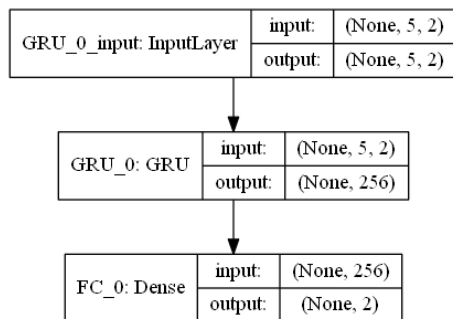 GRU_0_input: InputLayer
input: (None, 5, 2)
output: (None, 5, 2)
GRU_0: GRU
input: (None, 5, 2)
output: (None, 256)
FC_0: Dense
input: (None, 256)
output: (None, 2)